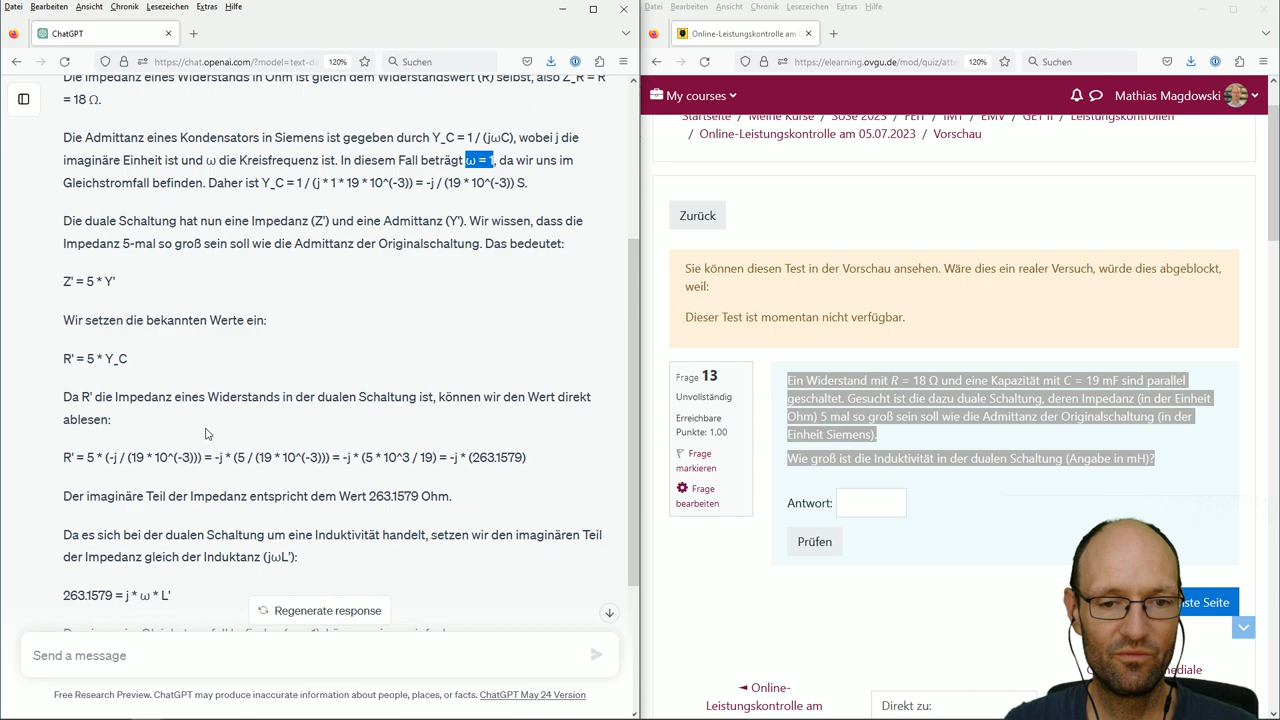 Datei Bearbeiten Ansicht Chronik Lesezeichen Extras Hilfe
ChatGPT
https://chat.openai.com/?model=text-da
120%
Suchen
Die Impedanz eines Widerstands in Ohm ist gleich dem Widerstandswert (R) selbst, also Z_R = R
= 18 Ω.
Die Admittanz eines Kondensators in Siemens ist gegeben durch Y_C = 1 / (jωC), wobei j die
imaginäre Einheit ist und ω die Kreisfrequenz ist. In diesem Fall beträgt ω = 1, da wir uns im
Gleichstromfall befinden. Daher ist Y_C = 1 / (j * 1 * 19 * 10^(-3)) = -j / (19 * 10^(-3)) S.
Die duale Schaltung hat nun eine Impedanz (Z') und eine Admittanz (Y'). Wir wissen, dass die
Impedanz 5-mal so groß sein soll wie die Admittanz der Originalschaltung. Das bedeutet:
Z' = 5 * Y'
Wir setzen die bekannten Werte ein:
R' = 5 * Y_C
Da R' die Impedanz eines Widerstands in der dualen Schaltung ist, können wir den Wert direkt
ablesen:
R' = 5 * (-j / (19 * 10^(-3))) = -j * (5 / (19 * 10^(-3))) = -j * (5 * 10^3 / 19) = -j * (263.1579)
Der imaginäre Teil der Impedanz entspricht dem Wert 263.1579 Ohm.
Da es sich bei der dualen Schaltung um eine Induktivität handelt, setzen wir den imaginären Teil
der Impedanz gleich der Induktanz (jωL'):
263.1579 = j * ω * L'
Regenerate response
Send a message
Free Research Preview. ChatGPT may produce inaccurate information about people, places, or facts. ChatGPT May 24 Version
Datei Bearbeiten Ansicht Chronik Lesezeichen Extras Hilfe
Online-Leistungskontrolle am 0
https://elearning.ovgu.de/mod/quiz/atte
120%
Suchen
My courses
Mathias Magdowski
Startseite / Meine Kurse / SoSe 2023 / FEIT / IMT / EMV / GET II / Leistungskontrollen
/ Online-Leistungskontrolle am 05.07.2023 / Vorschau
Zurück
Sie können diesen Test in der Vorschau ansehen. Wäre dies ein realer Versuch, würde dies abgeblockt,
weil:
Dieser Test ist momentan nicht verfügbar.
Frage 13
Unvollständig
Erreichbare
Punkte: 1,00
Frage
markieren
Frage
bearbeiten
Ein Widerstand mit R = 18 Ω und eine Kapazität mit C = 19 mF sind parallel
geschaltet. Gesucht ist die dazu duale Schaltung, deren Impedanz (in der Einheit
Ohm) 5 mal so groß sein soll wie die Admittanz der Originalschaltung (in der
Einheit Siemens).
Wie groß ist die Induktivität in der dualen Schaltung (Angabe in mH)?
Antwort:
Prüfen
hste Seite
mediale
◄ Online-
Leistungskontrolle am
Direkt zu: